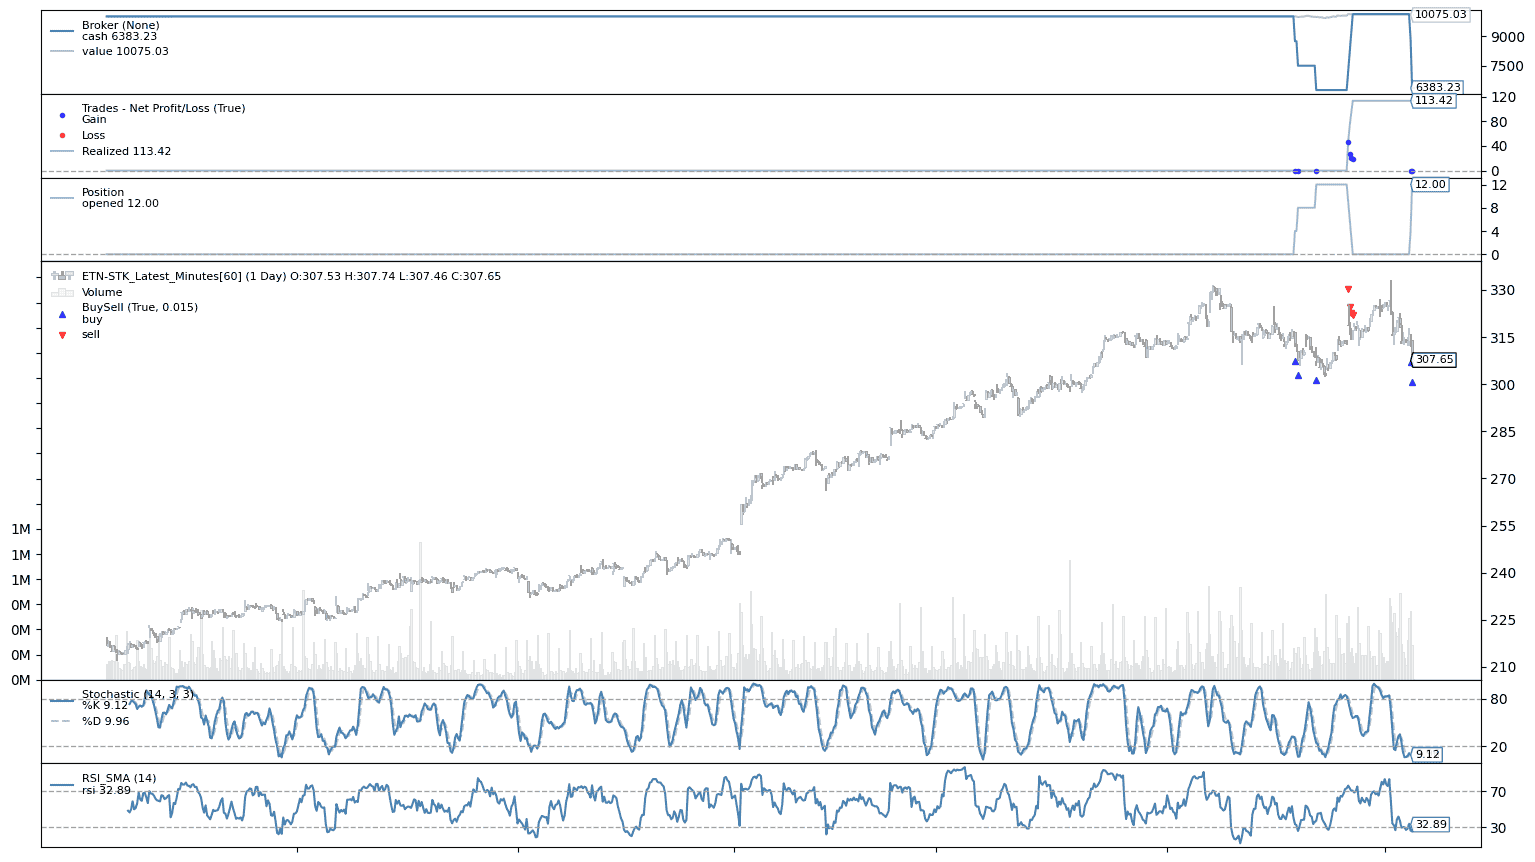 Broker (None)
cash 6383.23
value 10075.03
10075.03
9000
7500
6383.23
Trades - Net Profit/Loss (True)
Gain
Loss
Realized 113.42
120
113.42
80
40
0
Position
opened 12.00
12.00
12
8
4
0
ETN-STK_Latest_Minutes[60] (1 Day) O:307.53 H:307.74 L:307.46 C:307.65
Volume
BuySell (True, 0.015)
buy
sell
330
315
307.65
300
285
270
255
240
225
210
1M
1M
1M
0M
0M
0M
0M
Stochastic (14, 3, 3)
%K 9.12
%D 9.96
80
20
9.12
RSI_SMA (14)
rsi 32.89
70
32.89
30